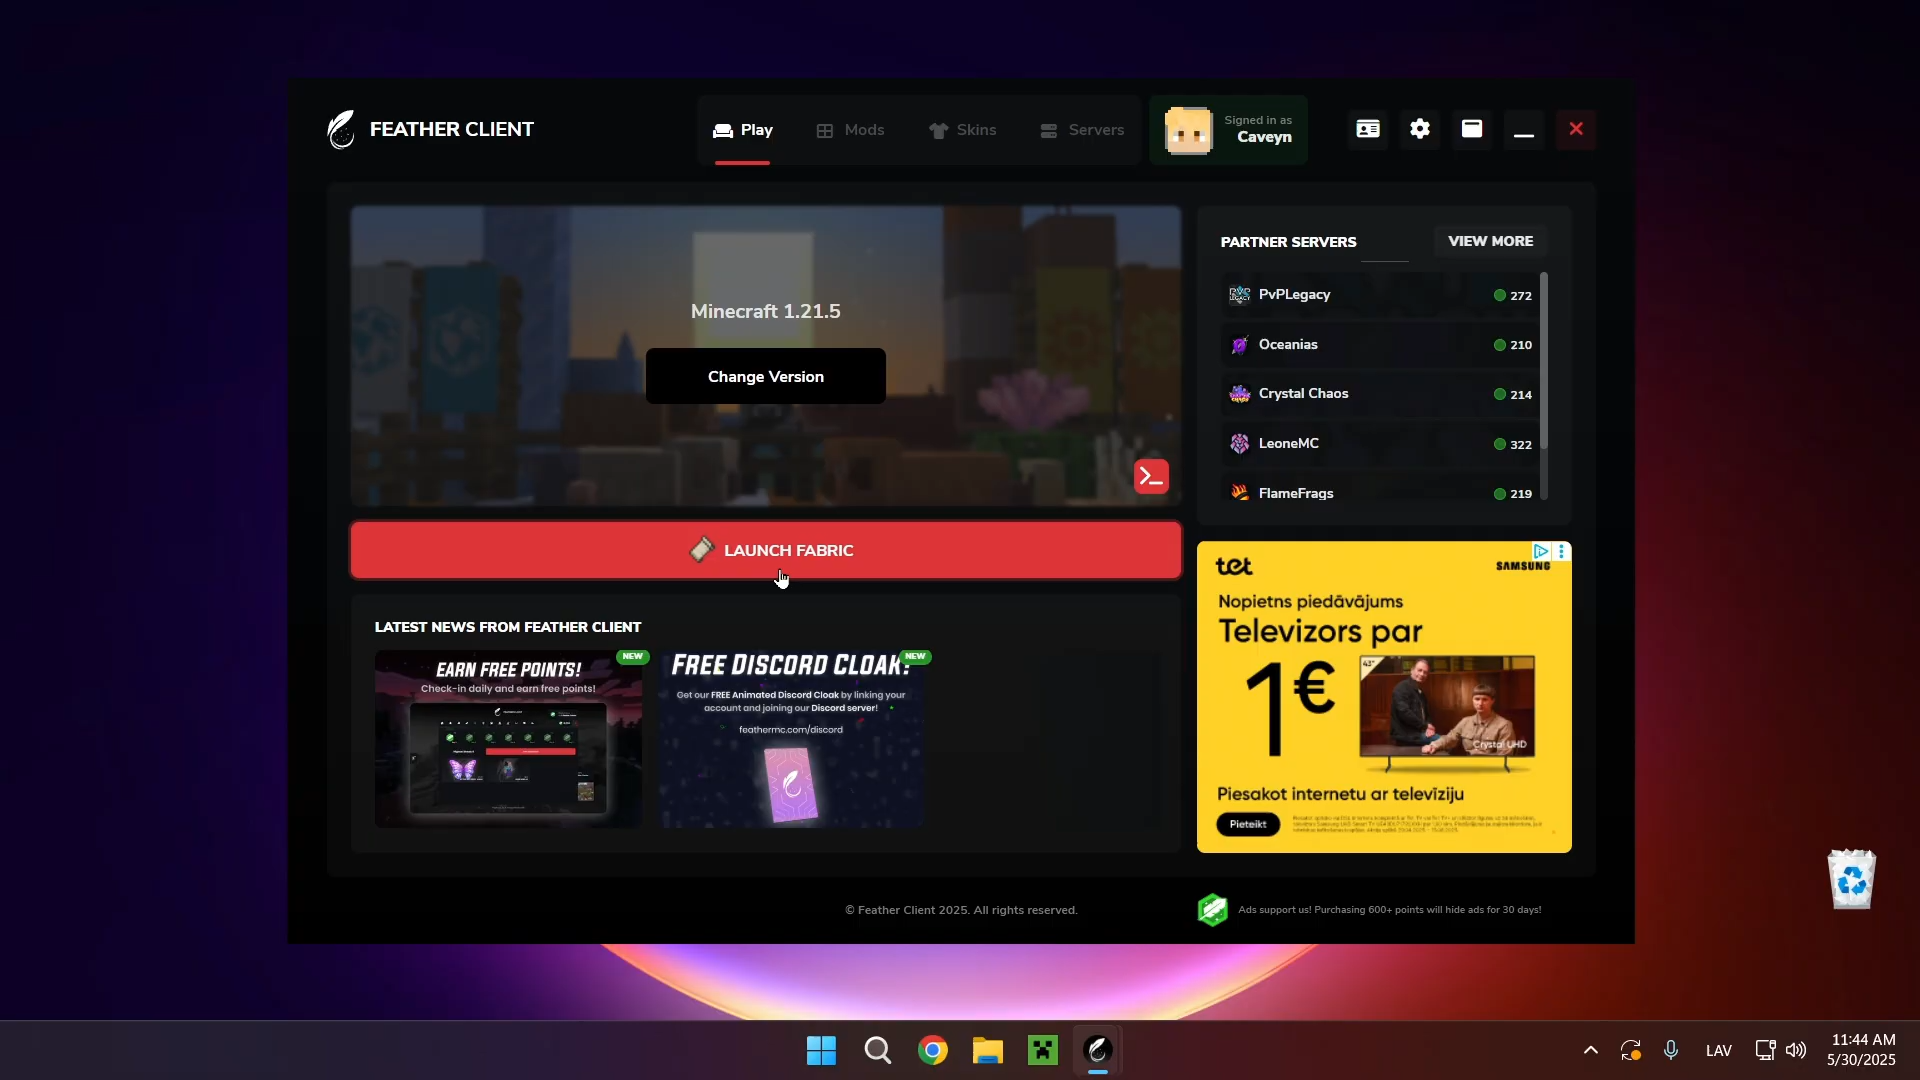 FEATHER CLIENT
Play
Mods
Skins
Servers
Signed in as
Caveyn
Minecraft 1.21.5
Change Version
LAUNCH FABRIC
PARTNER SERVERS
VIEW MORE
PvPLegacy
272
Oceanias
210
Crystal Chaos
214
LeoneMC
322
FlameFrags
219
LATEST NEWS FROM FEATHER CLIENT
NEW
EARN FREE POINTS!
Check-in daily and earn free points!
NEW
FREE DISCORD CLOAK!
Get our FREE Animated Discord Cloak by linking your
account and joining our Discord server!
feathermc.com/discord
tet
SAMSUNG
Nopietns piedāvājums
Televizors par
1€
43"
Crystal UHD
Piesakot internetu ar televīziju
Pieteikt
© Feather Client 2025. All rights reserved.
Ads support us! Purchasing 600+ points will hide ads for 30 days!
LAV
11:44 AM
5/30/2025